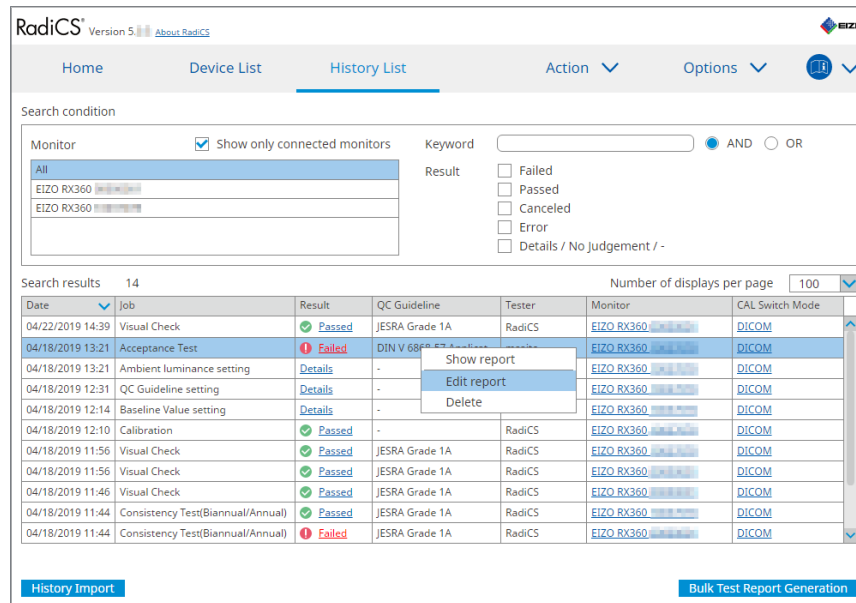 RadiCS® Version 5. About RadiCS EIZ
Home Device List History List Action Options
Search condition
Monitor Show only connected monitors Keyword AND OR
All Result Failed
EIZO RX360 Passed
EIZO RX360 Canceled
Error
Details / No Judgement / -
Search results 14 Number of displays per page 100
Date Job Result QC Guideline Tester Monitor CAL Switch Mode
04/22/2019 14:39 Visual Check Passed JESRA Grade 1A RadiCS EIZO RX360 DICOM
04/18/2019 13:21 Acceptance Test Failed DIN V 6868-57 EIZO RX360 DICOM
Show report
04/18/2019 13:21 Ambient luminance setting Details - EIZO RX360 DICOM
Edit report
04/18/2019 12:31 QC Guideline setting Details - EIZO RX360 DICOM
Delete
04/18/2019 12:14 Baseline Value setting Details - EIZO RX360 DICOM
04/18/2019 12:10 Calibration Passed - RadiCS EIZO RX360 DICOM
04/18/2019 11:56 Visual Check Passed JESRA Grade 1A RadiCS EIZO RX360 DICOM
04/18/2019 11:56 Visual Check Passed JESRA Grade 1A RadiCS EIZO RX360 DICOM
04/18/2019 11:46 Visual Check Passed JESRA Grade 1A RadiCS EIZO RX360 DICOM
04/18/2019 11:44 Consistency Test(Biannual/Annual) Passed JESRA Grade 1A RadiCS EIZO RX360 DICOM
04/18/2019 11:44 Consistency Test(Biannual/Annual) Failed JESRA Grade 1A RadiCS EIZO RX360 DICOM
History Import Bulk Test Report Generation